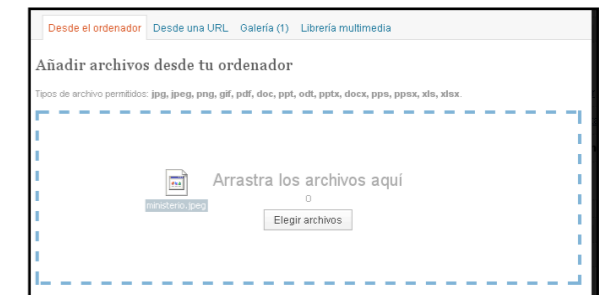 Desde el ordenador Desde una URL Galería (1) Librería multimedia
Añadir archivos desde tu ordenador
Tipos de archivo permitidos: jpg, jpeg, png, gif, pdf, doc, ppt, odt, pptx, docx, pps, ppsx, xls, xlsx.
Arrastra los archivos aquí
ministerio.jpeg
o
Elegir archivos